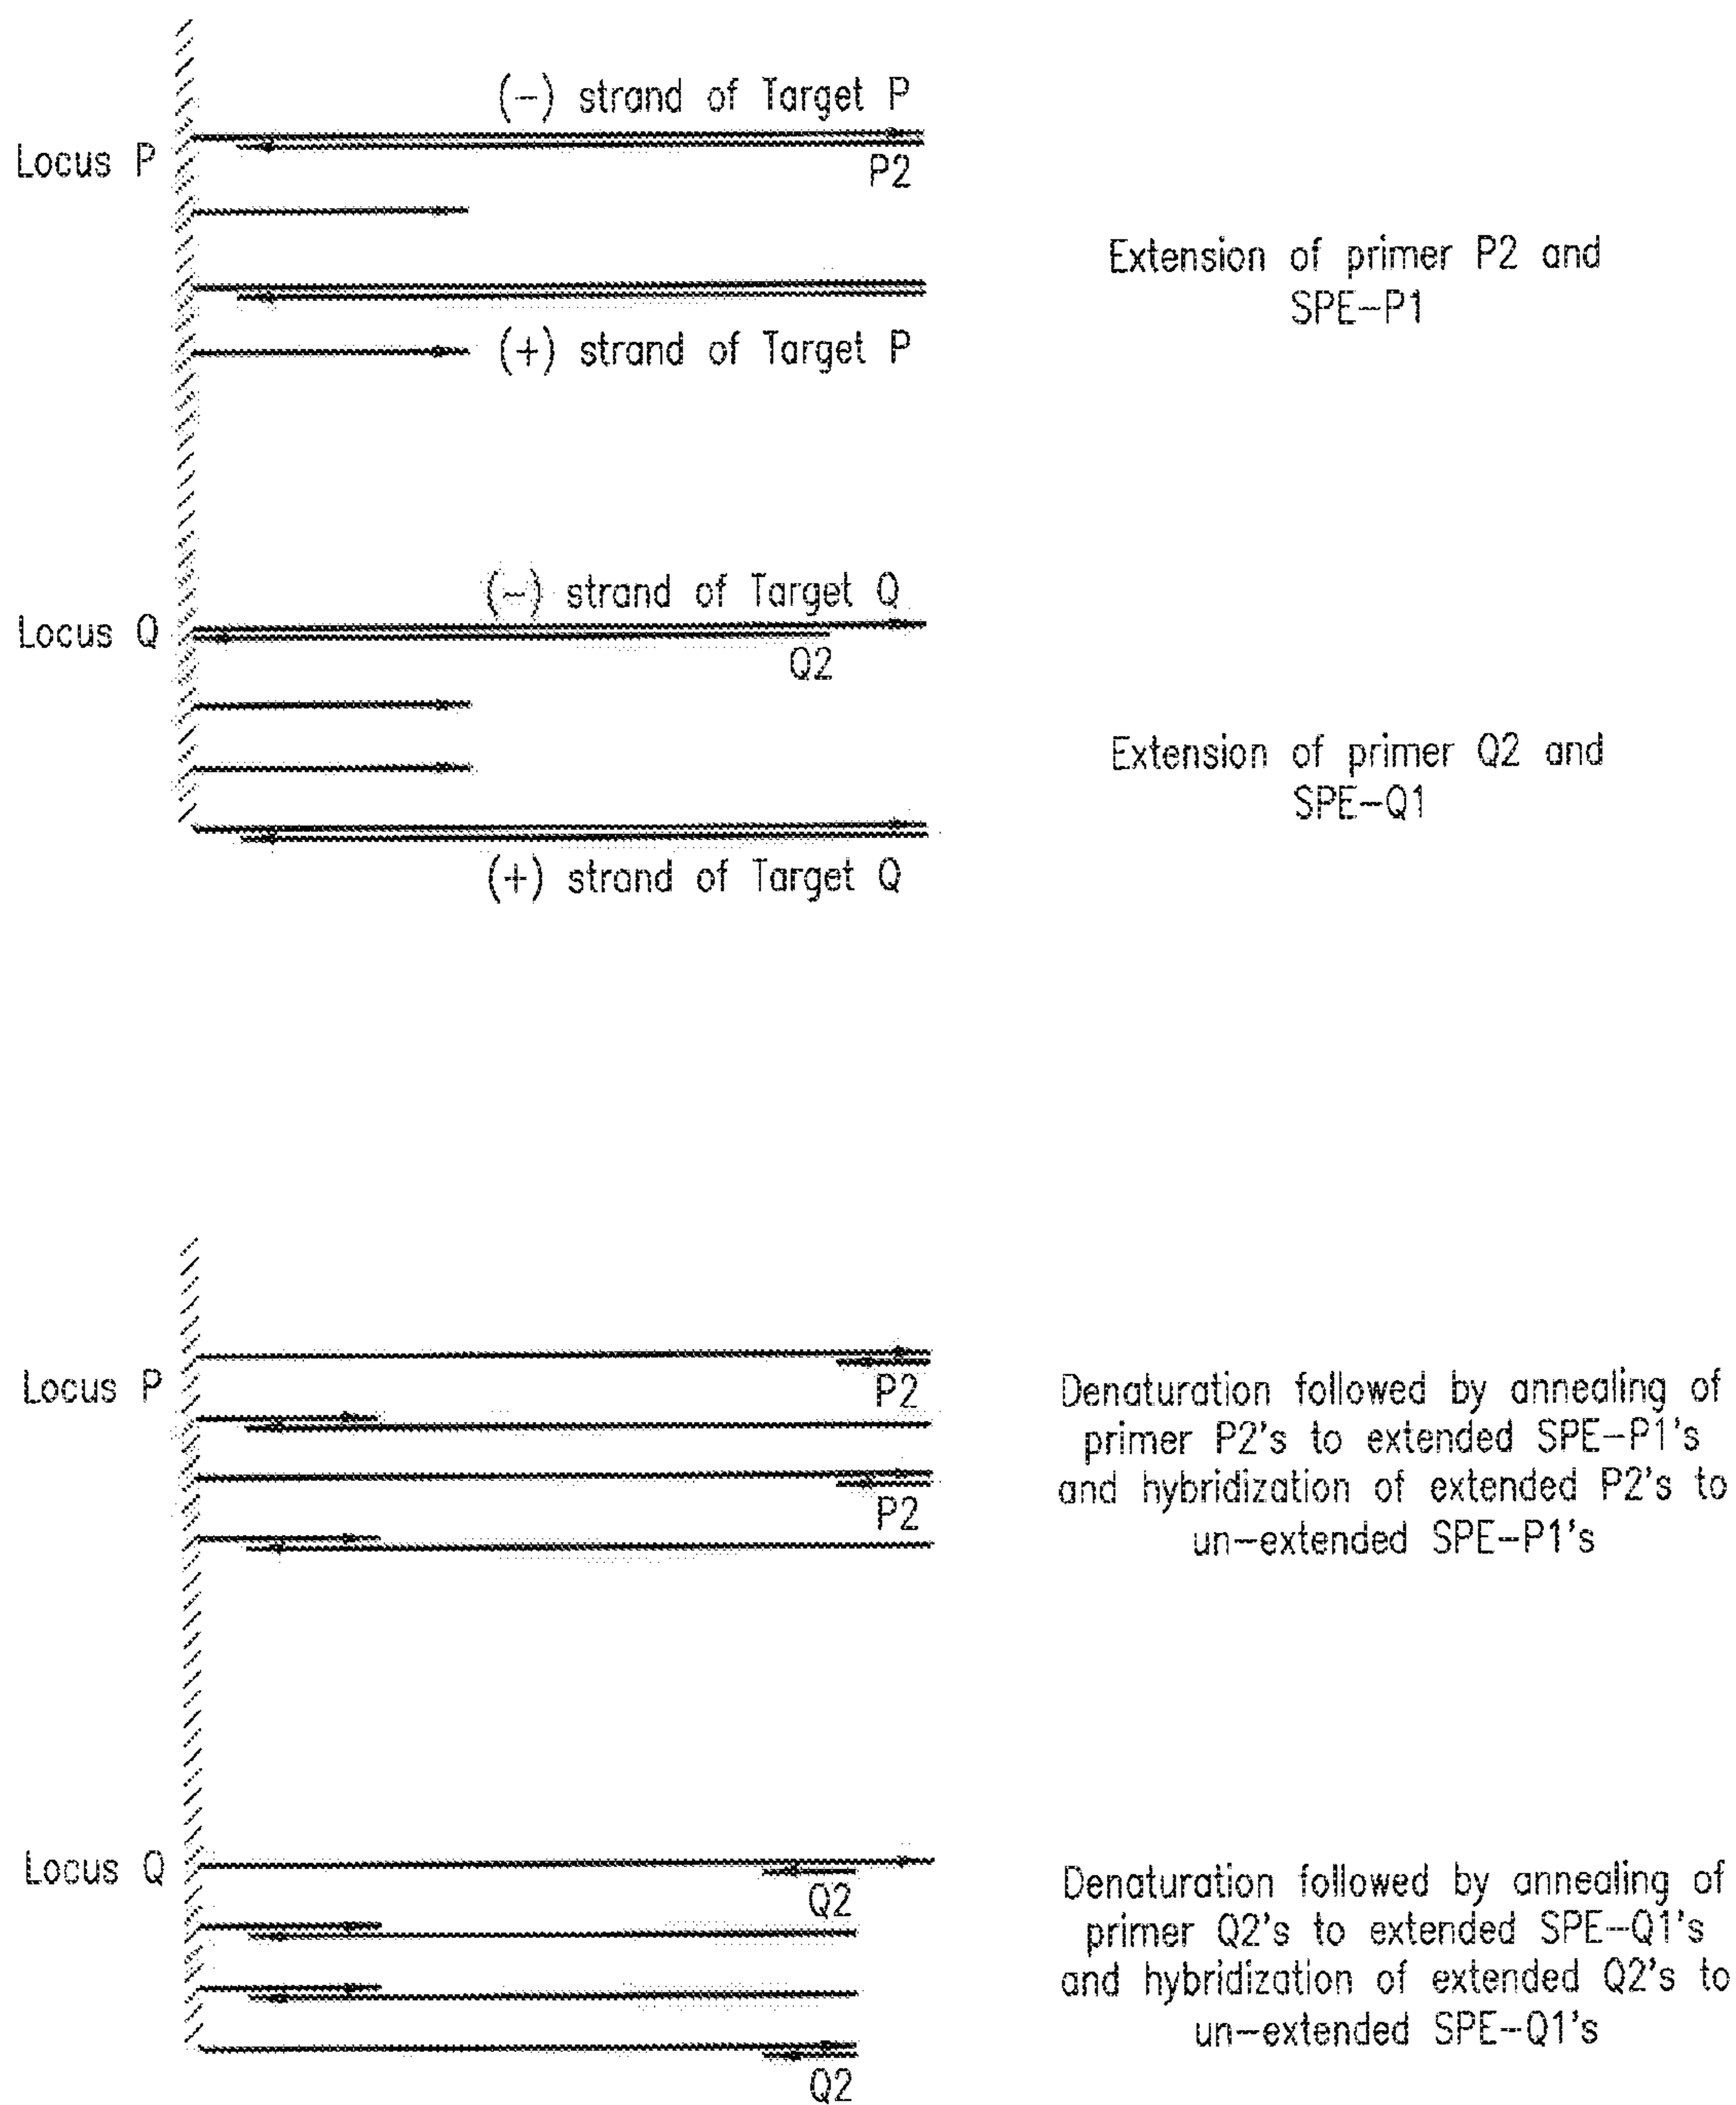 (-) strand of Target P
Locus P
P2
Extension of primer P2 and
SPE-P1
(+) strand of Target P
(-) strand of Target Q
Locus Q
Q2
Extension of primer Q2 and
SPE-Q1
(+) strand of Target Q
Locus P
P2
P2
Denaturation followed by annealing of
primer P2's to extended SPE-P1's
and hybridization of extended P2's to
un-extended SPE-P1's
Locus Q
Q2
Q2
Denaturation followed by annealing of
primer Q2's to extended SPE-Q1's
and hybridization of extended Q2's to
un-extended SPE-Q1's